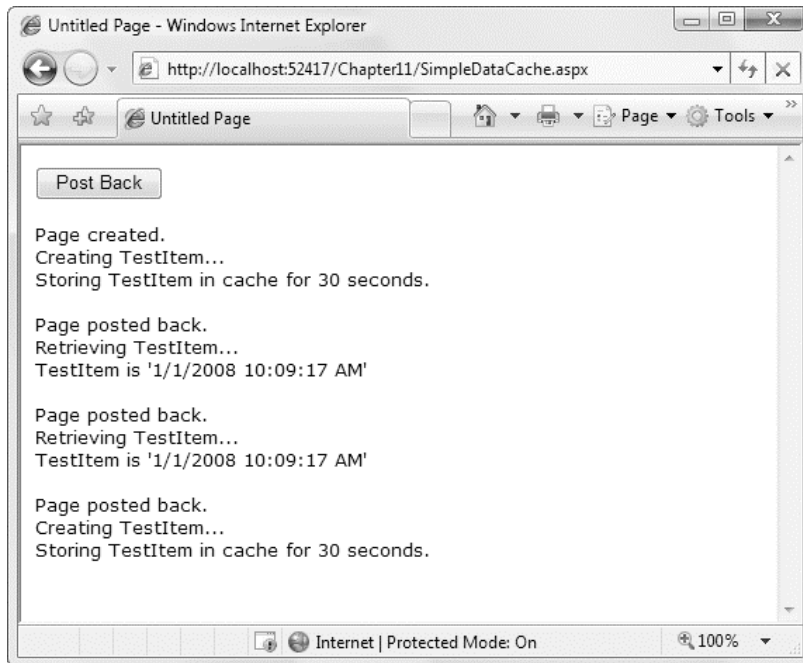 Untitled Page - Windows Internet Explorer
http://localhost:52417/Chapter11/SimpleDataCache.aspx
Untitled Page
Page
Tools
Post Back
Page created.
Creating TestItem...
Storing TestItem in cache for 30 seconds.
Page posted back.
Retrieving TestItem...
TestItem is '1/1/2008 10:09:17 AM'
Page posted back.
Retrieving TestItem...
TestItem is '1/1/2008 10:09:17 AM'
Page posted back.
Creating TestItem...
Storing TestItem in cache for 30 seconds.
Internet | Protected Mode: On
100%